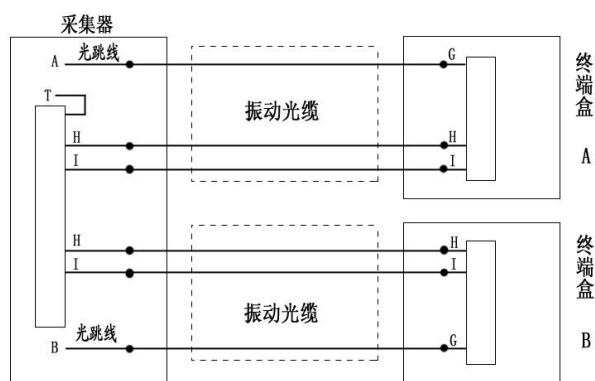 采集器
A 光跳线 G
T
振动光缆
H H
I I
终端盒 A
H H
I I
振动光缆
B 光跳线 G
终端盒 B